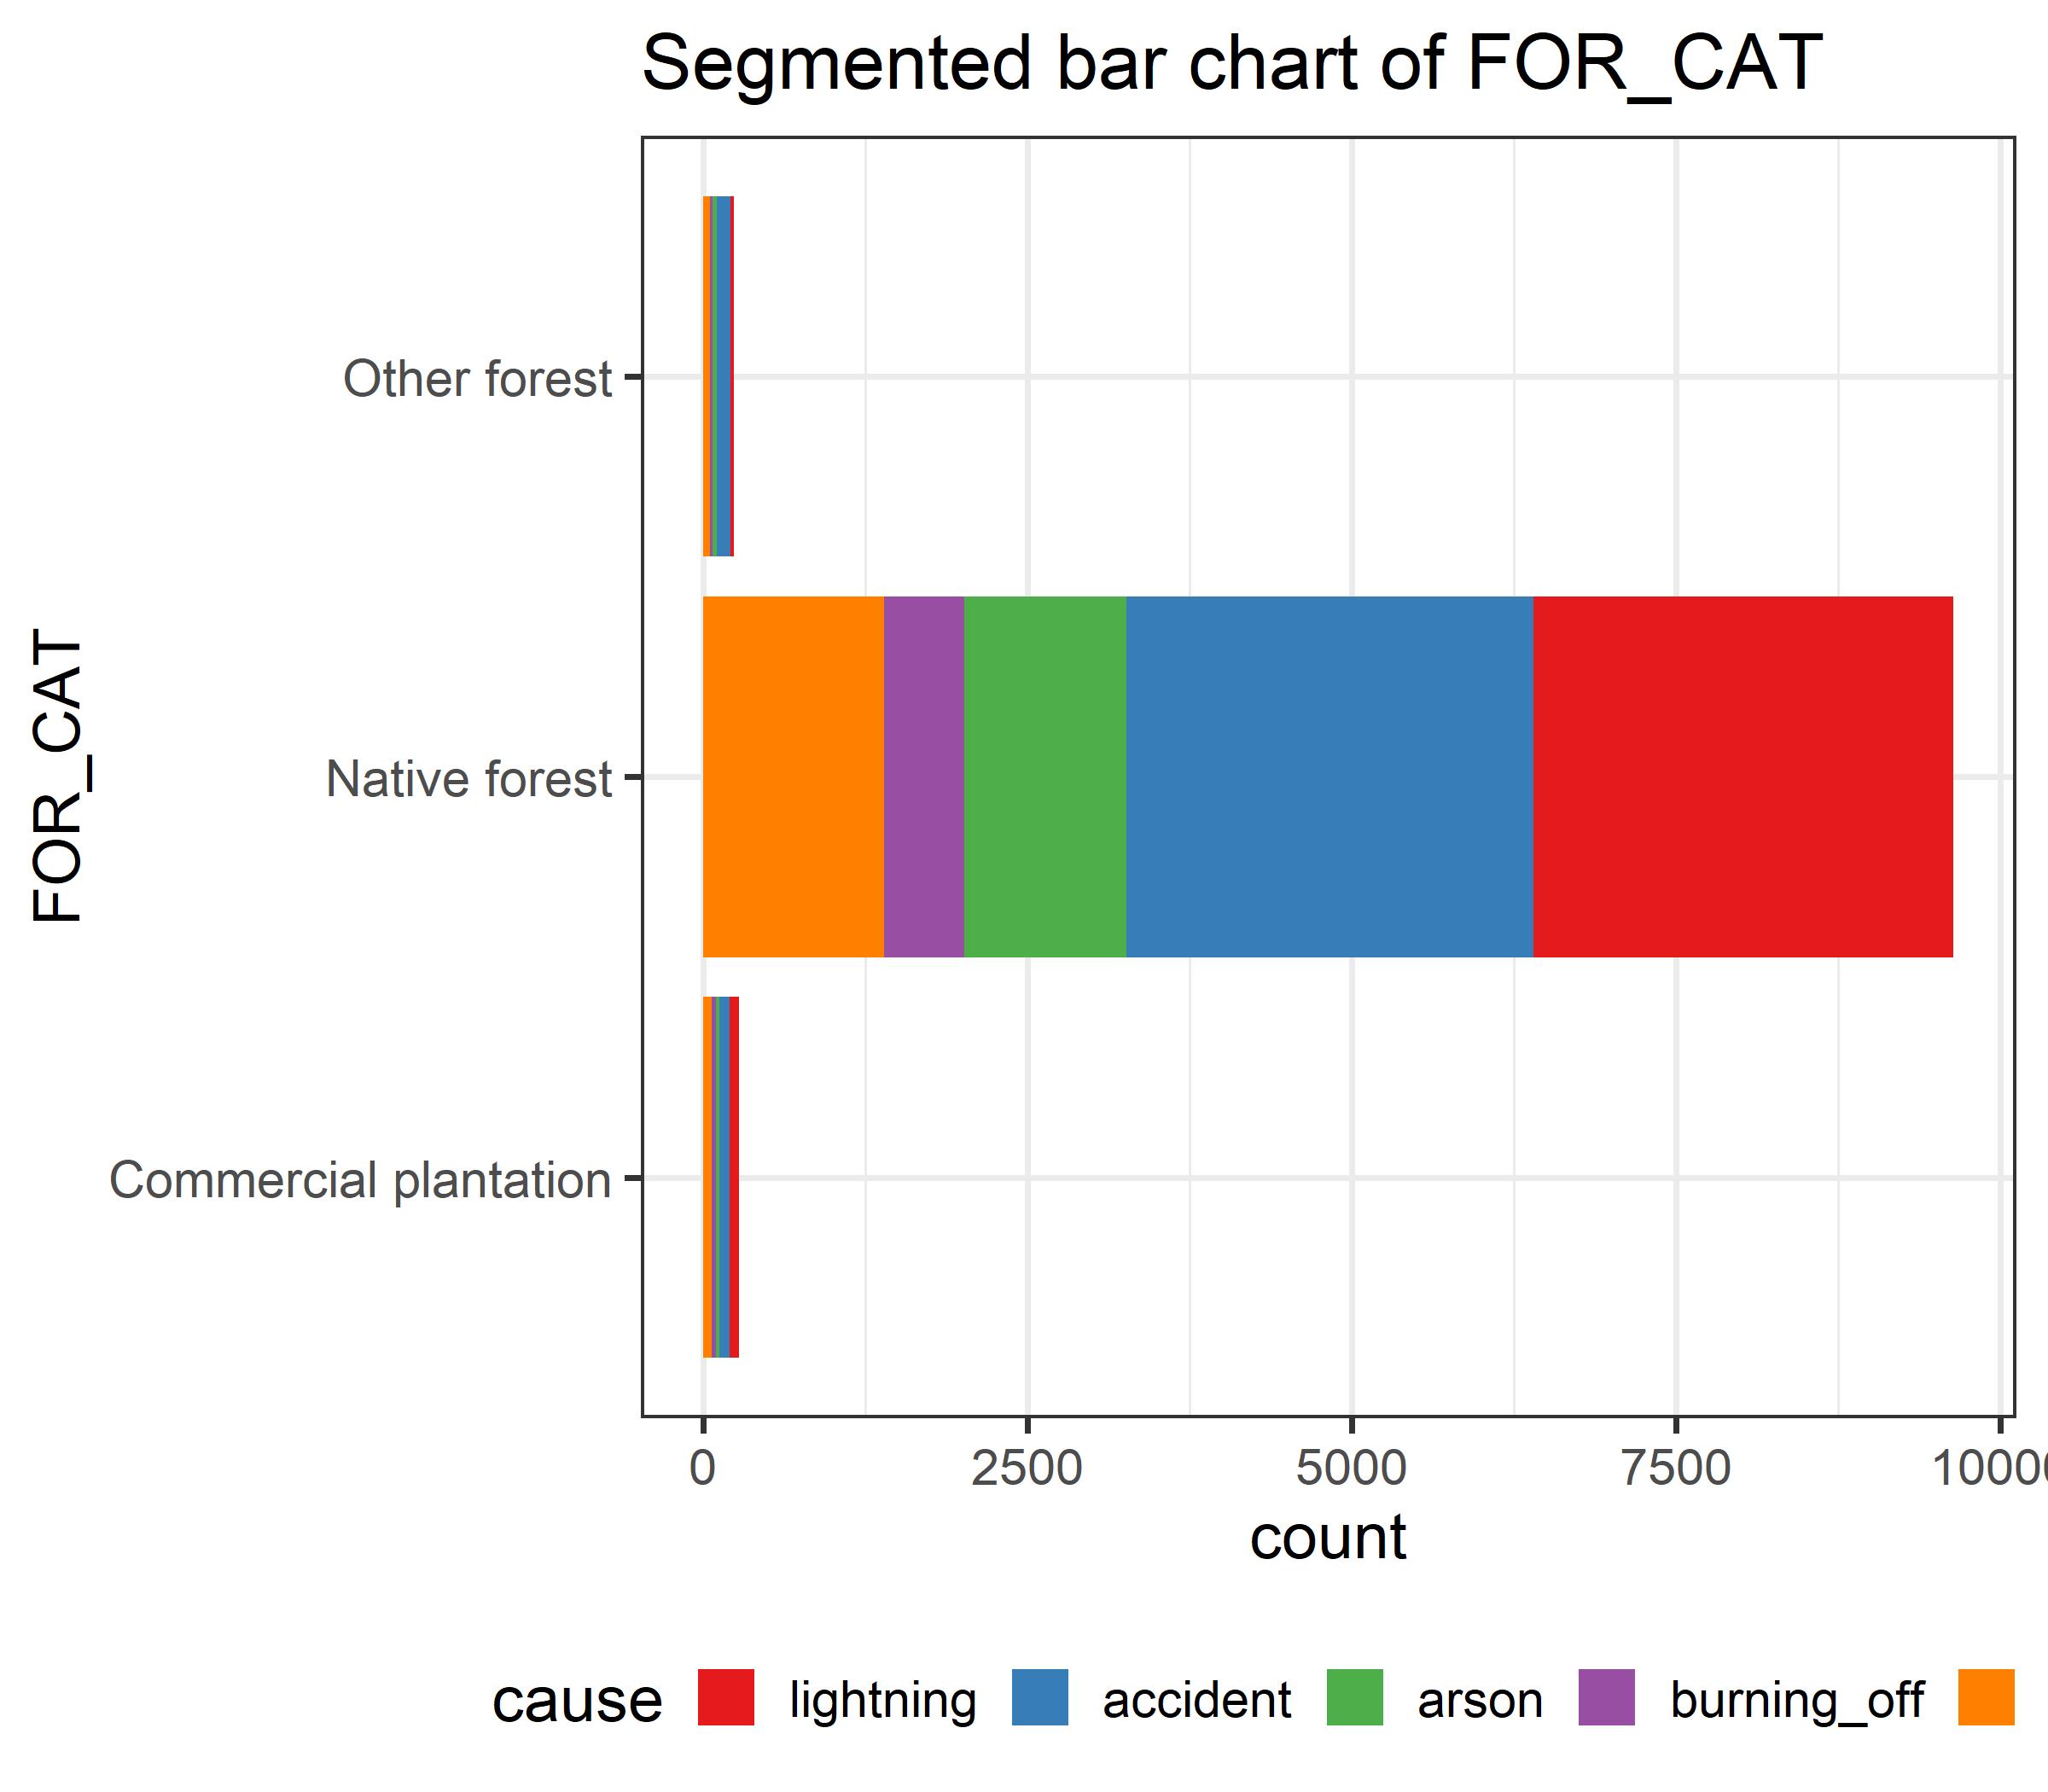 Segmented bar chart of FOR_CAT
FOR_CAT
Other forest
Native forest
Commercial plantation
0 2500 5000 7500 1000
count
cause lightning accident arson burning_off